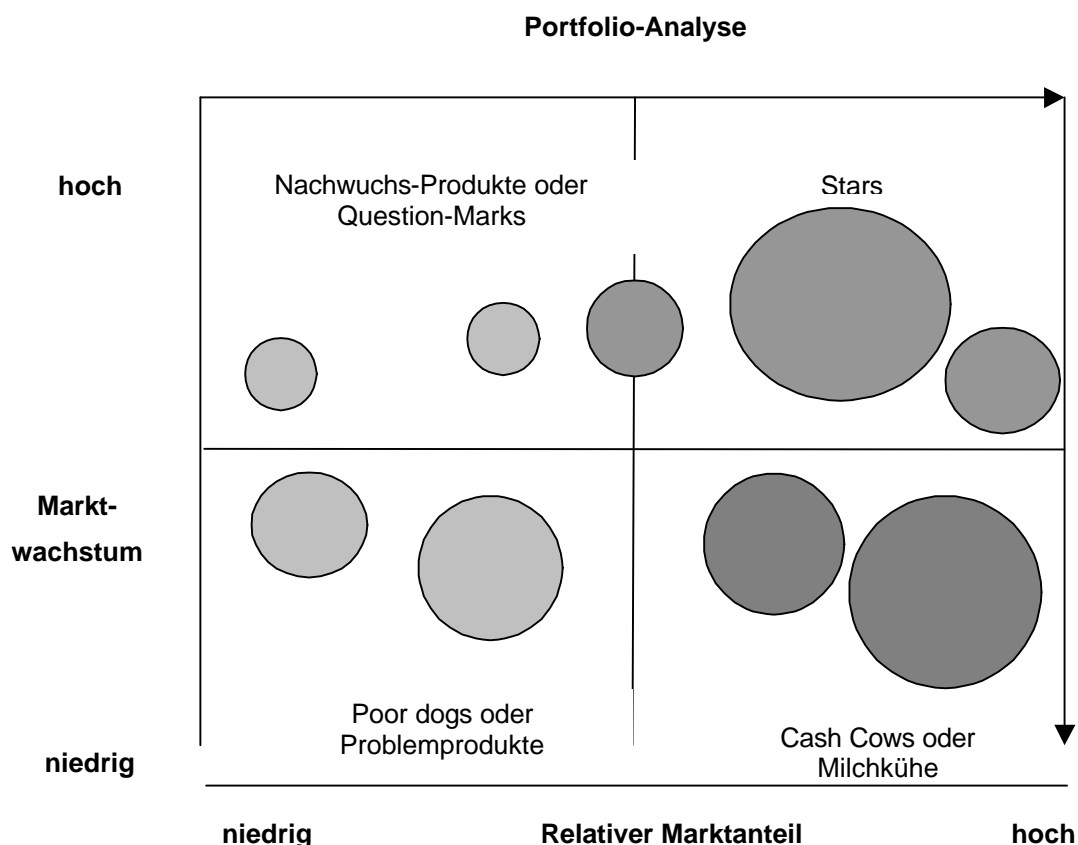 Portfolio-Analyse
hoch
Nachwuchs-Produkte oder
Question-Marks
Stars
Markt-
wachstum
Poor dogs oder
Problemprodukte
Cash Cows oder
Milchkühe
niedrig
niedrig
Relativer Marktanteil
hoch